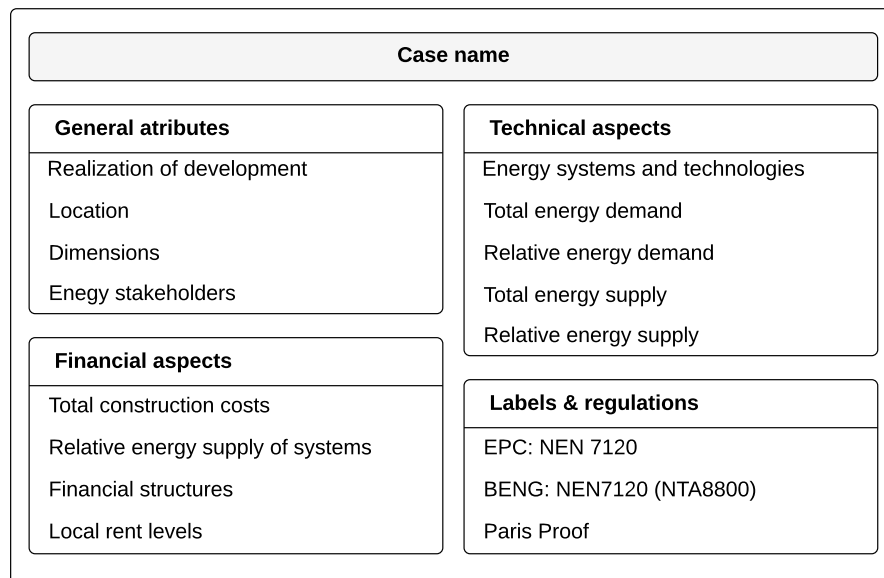 Case name
General atributes
Realization of development
Location
Dimensions
Enegy stakeholders
Financial aspects
Total construction costs
Relative energy supply of systems
Financial structures
Local rent levels
Technical aspects
Energy systems and technologies
Total energy demand
Relative energy demand
Total energy supply
Relative energy supply
Labels & regulations
EPC: NEN 7120
BENG: NEN7120 (NTA8800)
Paris Proof